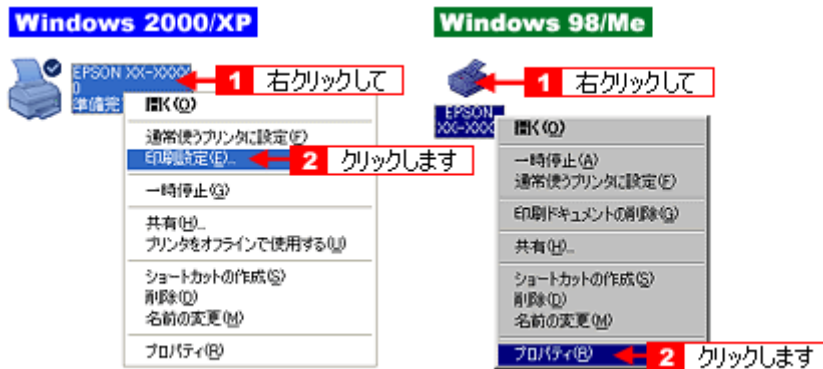 Windows 2000/XP
EPSON XX-XXXX
0
準備完
1 右クリックして
開く(O)
通常使うプリンタに設定(F)
印刷設定(E)...
2 クリックします
一時停止(G)
共有(H)...
プリンタをオフラインで使用する(U)
ショートカットの作成(S)
削除(D)
名前の変更(M)
プロパティ(R)
Windows 98/Me
1 右クリックして
EPSON
XX-XXX
開く(O)
一時停止(A)
通常使うプリンタに設定(F)
印刷ドキュメントの削除(G)
共有(H)...
ショートカットの作成(S)
削除(D)
名前の変更(M)
プロパティ(R)
2 クリックします